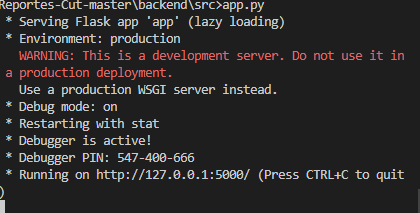 Reportes-Cut-master\backend\src>app.py
* Serving Flask app 'app' (lazy loading)
* Environment: production
WARNING: This is a development server. Do not use it in
a production deployment.
Use a production WSGI server instead.
* Debug mode: on
* Restarting with stat
* Debugger is active!
* Debugger PIN: 547-400-666
* Running on http://127.0.0.1:5000/ (Press CTRL+C to quit
)